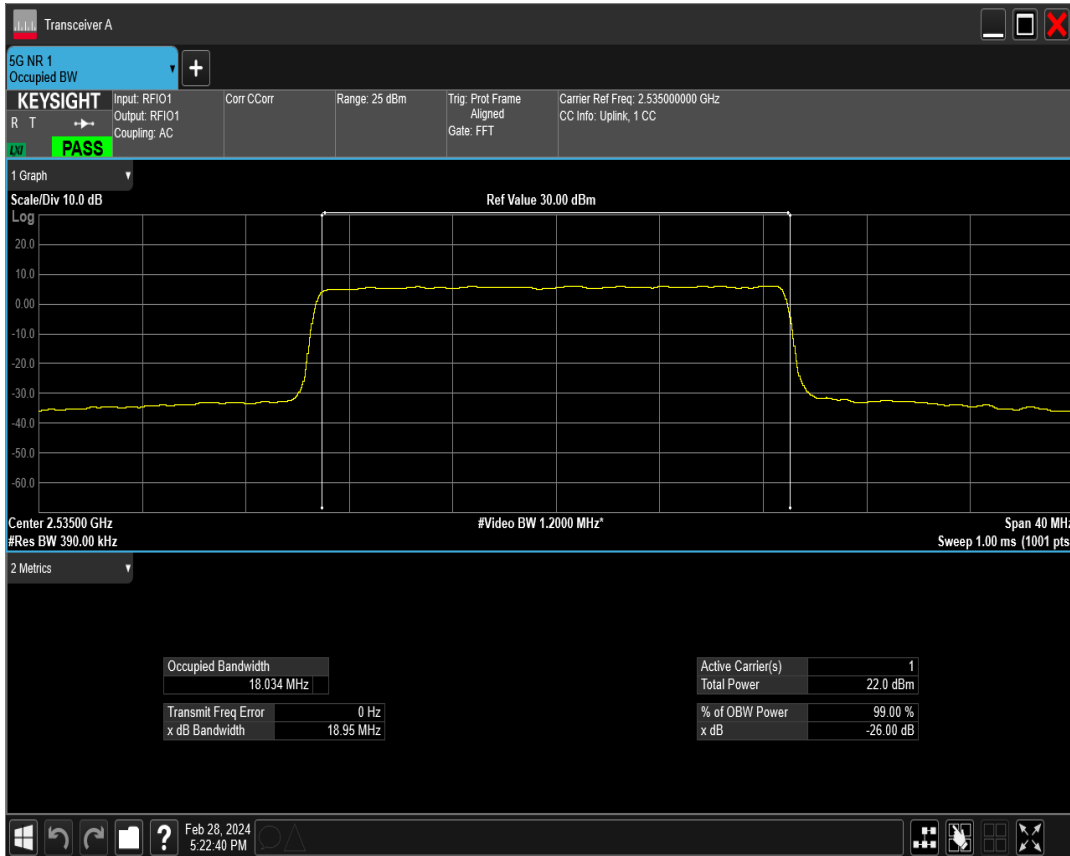 Transceiver A
5G NR 1
Occupied BW
KEYSIGHT
R T
LXI
PASS
Input: RFIO1
Output: RFIO1
Coupling: AC
Corr CCorr
Range: 25 dBm
Trig: Prot Frame
Aligned
Gate: FFT
Carrier Ref Freq: 2.535000000 GHz
CC Info: Uplink, 1 CC
1 Graph
Scale/Div 10.0 dB
Ref Value 30.00 dBm
Log
20.0
10.0
0.00
-10.0
-20.0
-30.0
-40.0
-50.0
-60.0
Center 2.53500 GHz
#Video BW 1.2000 MHz*
Span 40 MHz
#Res BW 390.00 kHz
Sweep 1.00 ms (1001 pts
2 Metrics
Occupied Bandwidth
18.034 MHz
Transmit Freq Error 0 Hz
x dB Bandwidth 18.95 MHz
Active Carrier(s) 1
Total Power 22.0 dBm
% of OBW Power 99.00 %
x dB -26.00 dB
Feb 28, 2024
5:22:40 PM